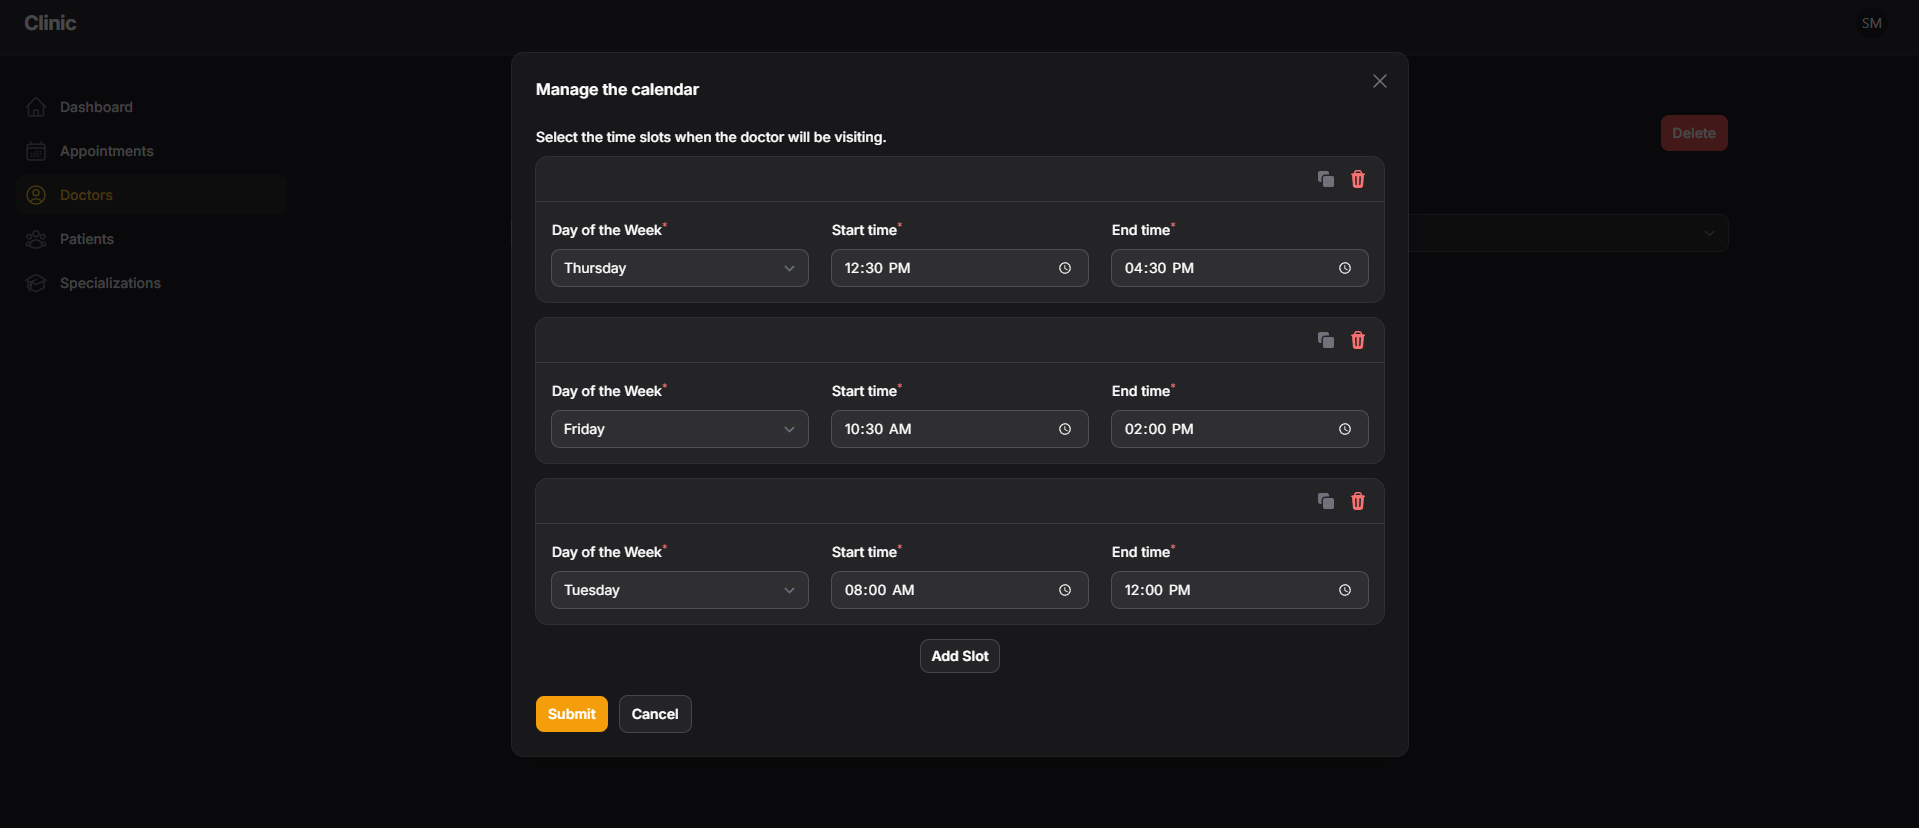 Clinic
SM
Dashboard
Appointments
Doctors
Patients
Specializations
Delete
Manage the calendar
Select the time slots when the doctor will be visiting.
Day of the Week* Start time* End time*
Thursday 12:30 PM 04:30 PM
Day of the Week* Start time* End time*
Friday 10:30 AM 02:00 PM
Day of the Week* Start time* End time*
Tuesday 08:00 AM 12:00 PM
Add Slot
Submit Cancel